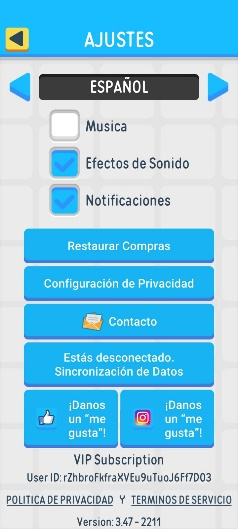 AJUSTES
ESPAÑOL
Musica
Efectos de Sonido
Notificaciones
Restaurar Compras
Configuración de Privacidad
Contacto
Estás desconectado.
Sincronización de Datos
¡Danos
un "me
gusta"!
¡Danos
un "me
gusta"!
VIP Subscription
User ID: rZhbroFkfraXVEu9uTuoJ6Ff7D03
POLITICA DE PRIVACIDAD Y TERMINOS DE SERVICIO
Version: 3.47 - 2211